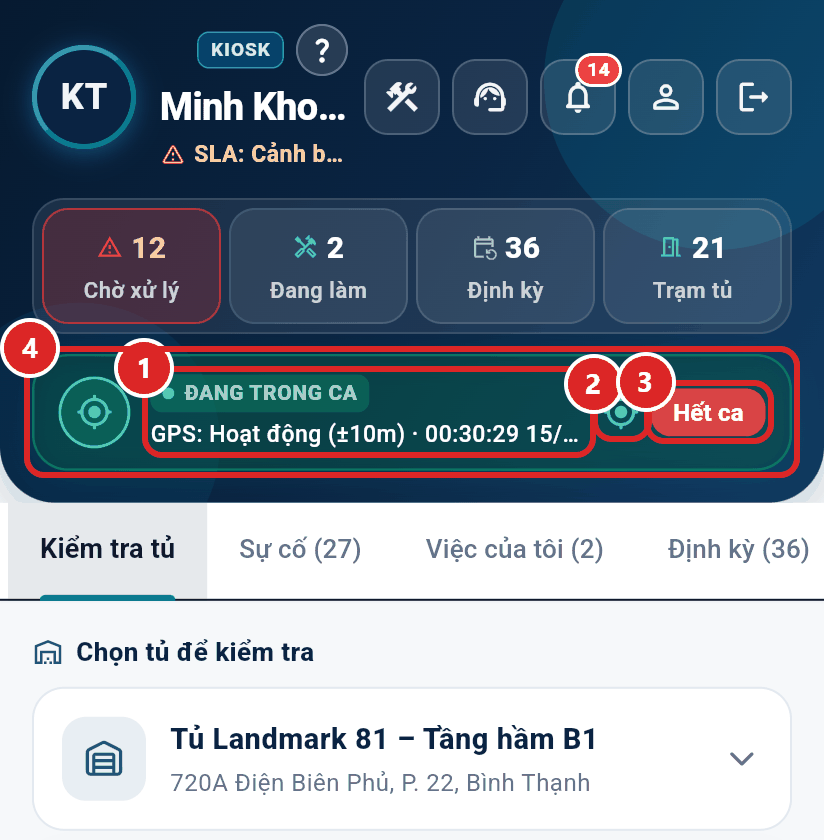 KT
KIOSK
?
Minh Kho...
SLA: Cảnh b...
14
12
Chờ xử lý
2
Đang làm
36
Định kỳ
21
Trạm tủ
4
1
2
3
ĐANG TRONG CA
GPS: Hoạt động (±10m) · 00:30:29 15/...
Hết ca
Kiểm tra tủ
Sự cố (27)
Việc của tôi (2)
Định kỳ (36)
Chọn tủ để kiểm tra
Tủ Landmark 81 – Tầng hầm B1
720A Điện Biên Phủ, P. 22, Bình Thạnh